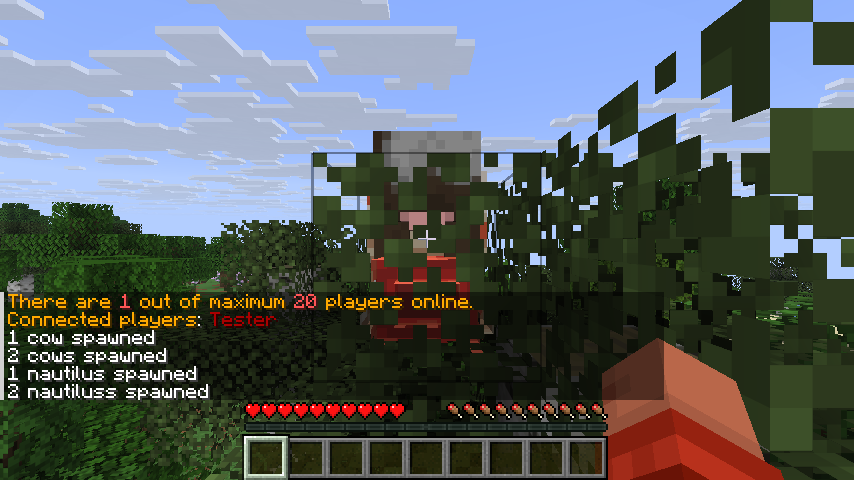 There are 1 out of maximum 20 players online.
Connected players: Tester
1 cow spawned
2 cows spawned
1 nautilus spawned
2 nautiluss spawned